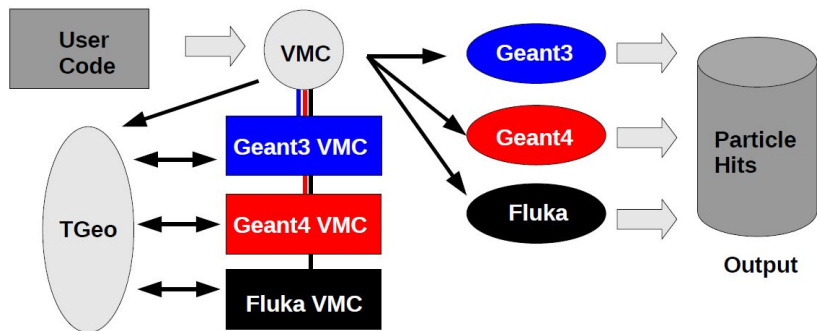 User
Code
VMC
Geant3
Geant3 VMC
Geant4
Particle
Hits
TGeo
Geant4 VMC
Fluka
Output
Fluka VMC